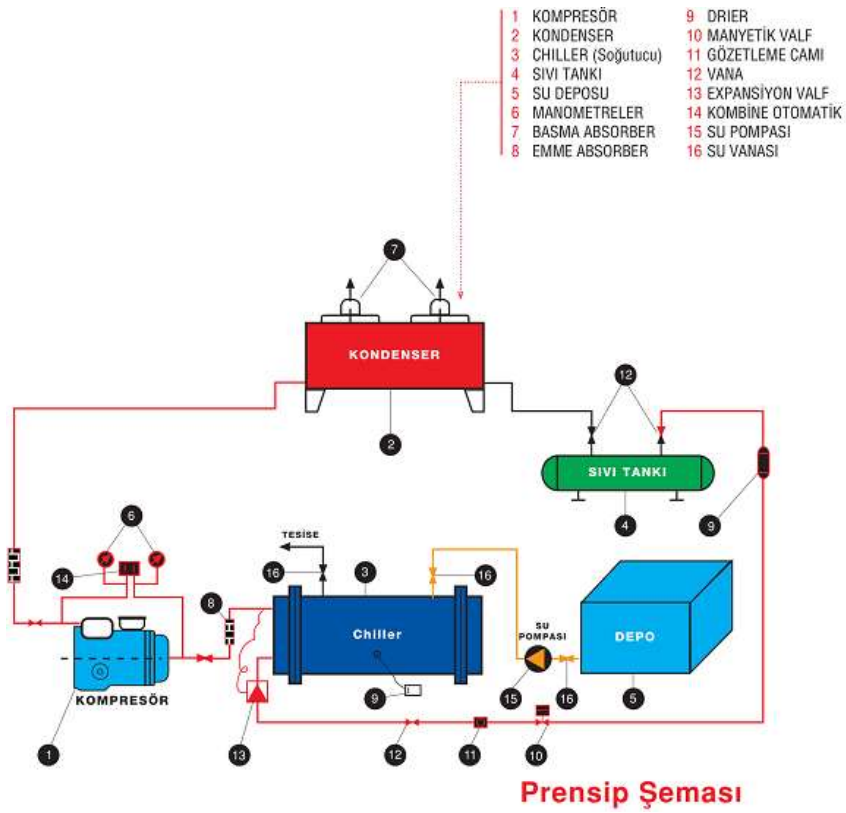 1 KOMPRESÖR
2 KONDENSER
3 CHILLER (Soğutucu)
4 SIVI TANKI
5 SU DEPOSU
6 MANOMETRELER
7 BASMA ABSORBER
8 EMME ABSORBER
9 DRIER
10 MANYETİK VALF
11 GÖZETLEME CAMI
12 VANA
13 EXPANSİYON VALF
14 KOMBİNE OTOMATİK
15 SU POMPASI
16 SU VANASI
7
KONDENSER
2
12
SIVI TANKI
4
9
6
14
TESİSE
16
3
16
8
Chiller
SU
POMPASI
DEPO
KOMPRESÖR
9
15
16
5
1
13
12
11
10
Prensip Şeması